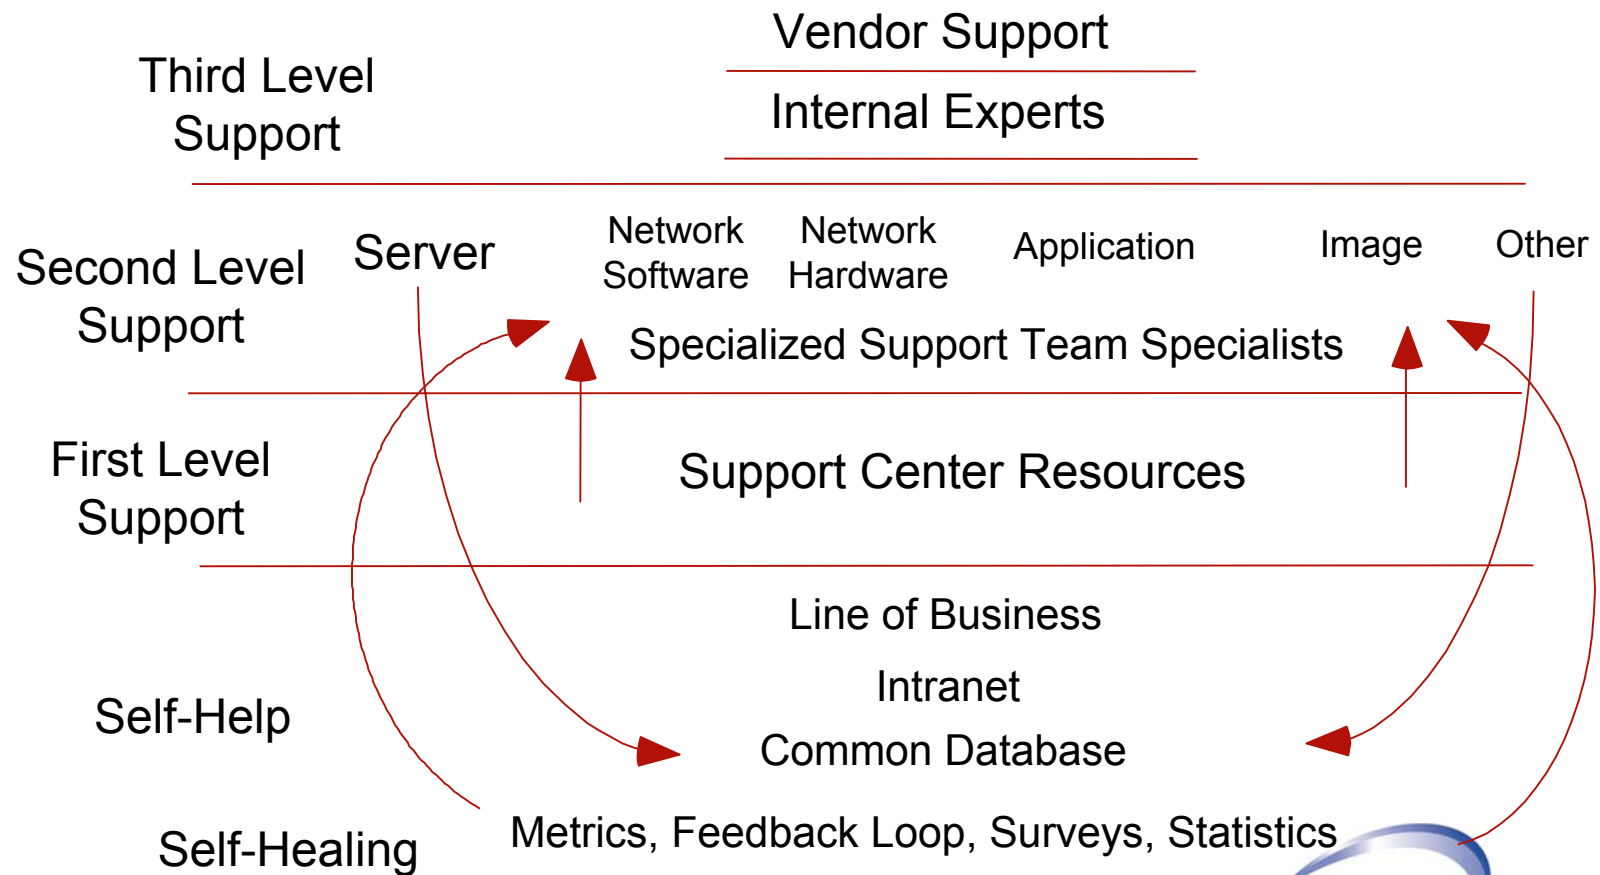 Vendor Support
Third Level
Support
Internal Experts
Second Level
Support
Server
Network
Software
Network
Hardware
Application
Image
Other
Specialized Support Team Specialists
First Level
Support
Support Center Resources
Line of Business
Intranet
Self-Help
Common Database
Self-Healing
Metrics, Feedback Loop, Surveys, Statistics